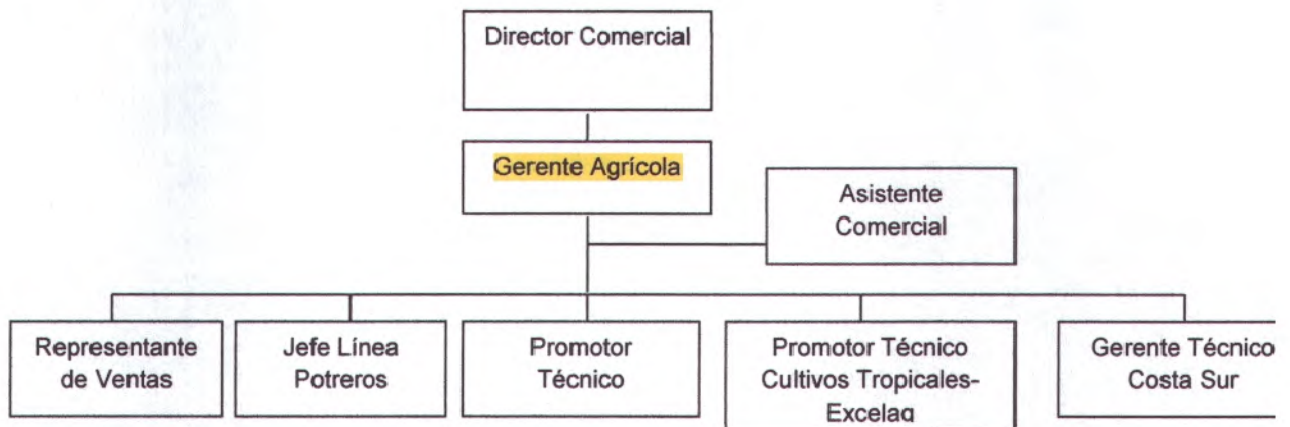 Director Comercial
Gerente Agrícola
Asistente
Comercial
Representante
de Ventas
Jefe Línea
Potreros
Promotor
Técnico
Promotor Técnico
Cultivos Tropicales-
Excelag
Gerente Técnico
Costa Sur